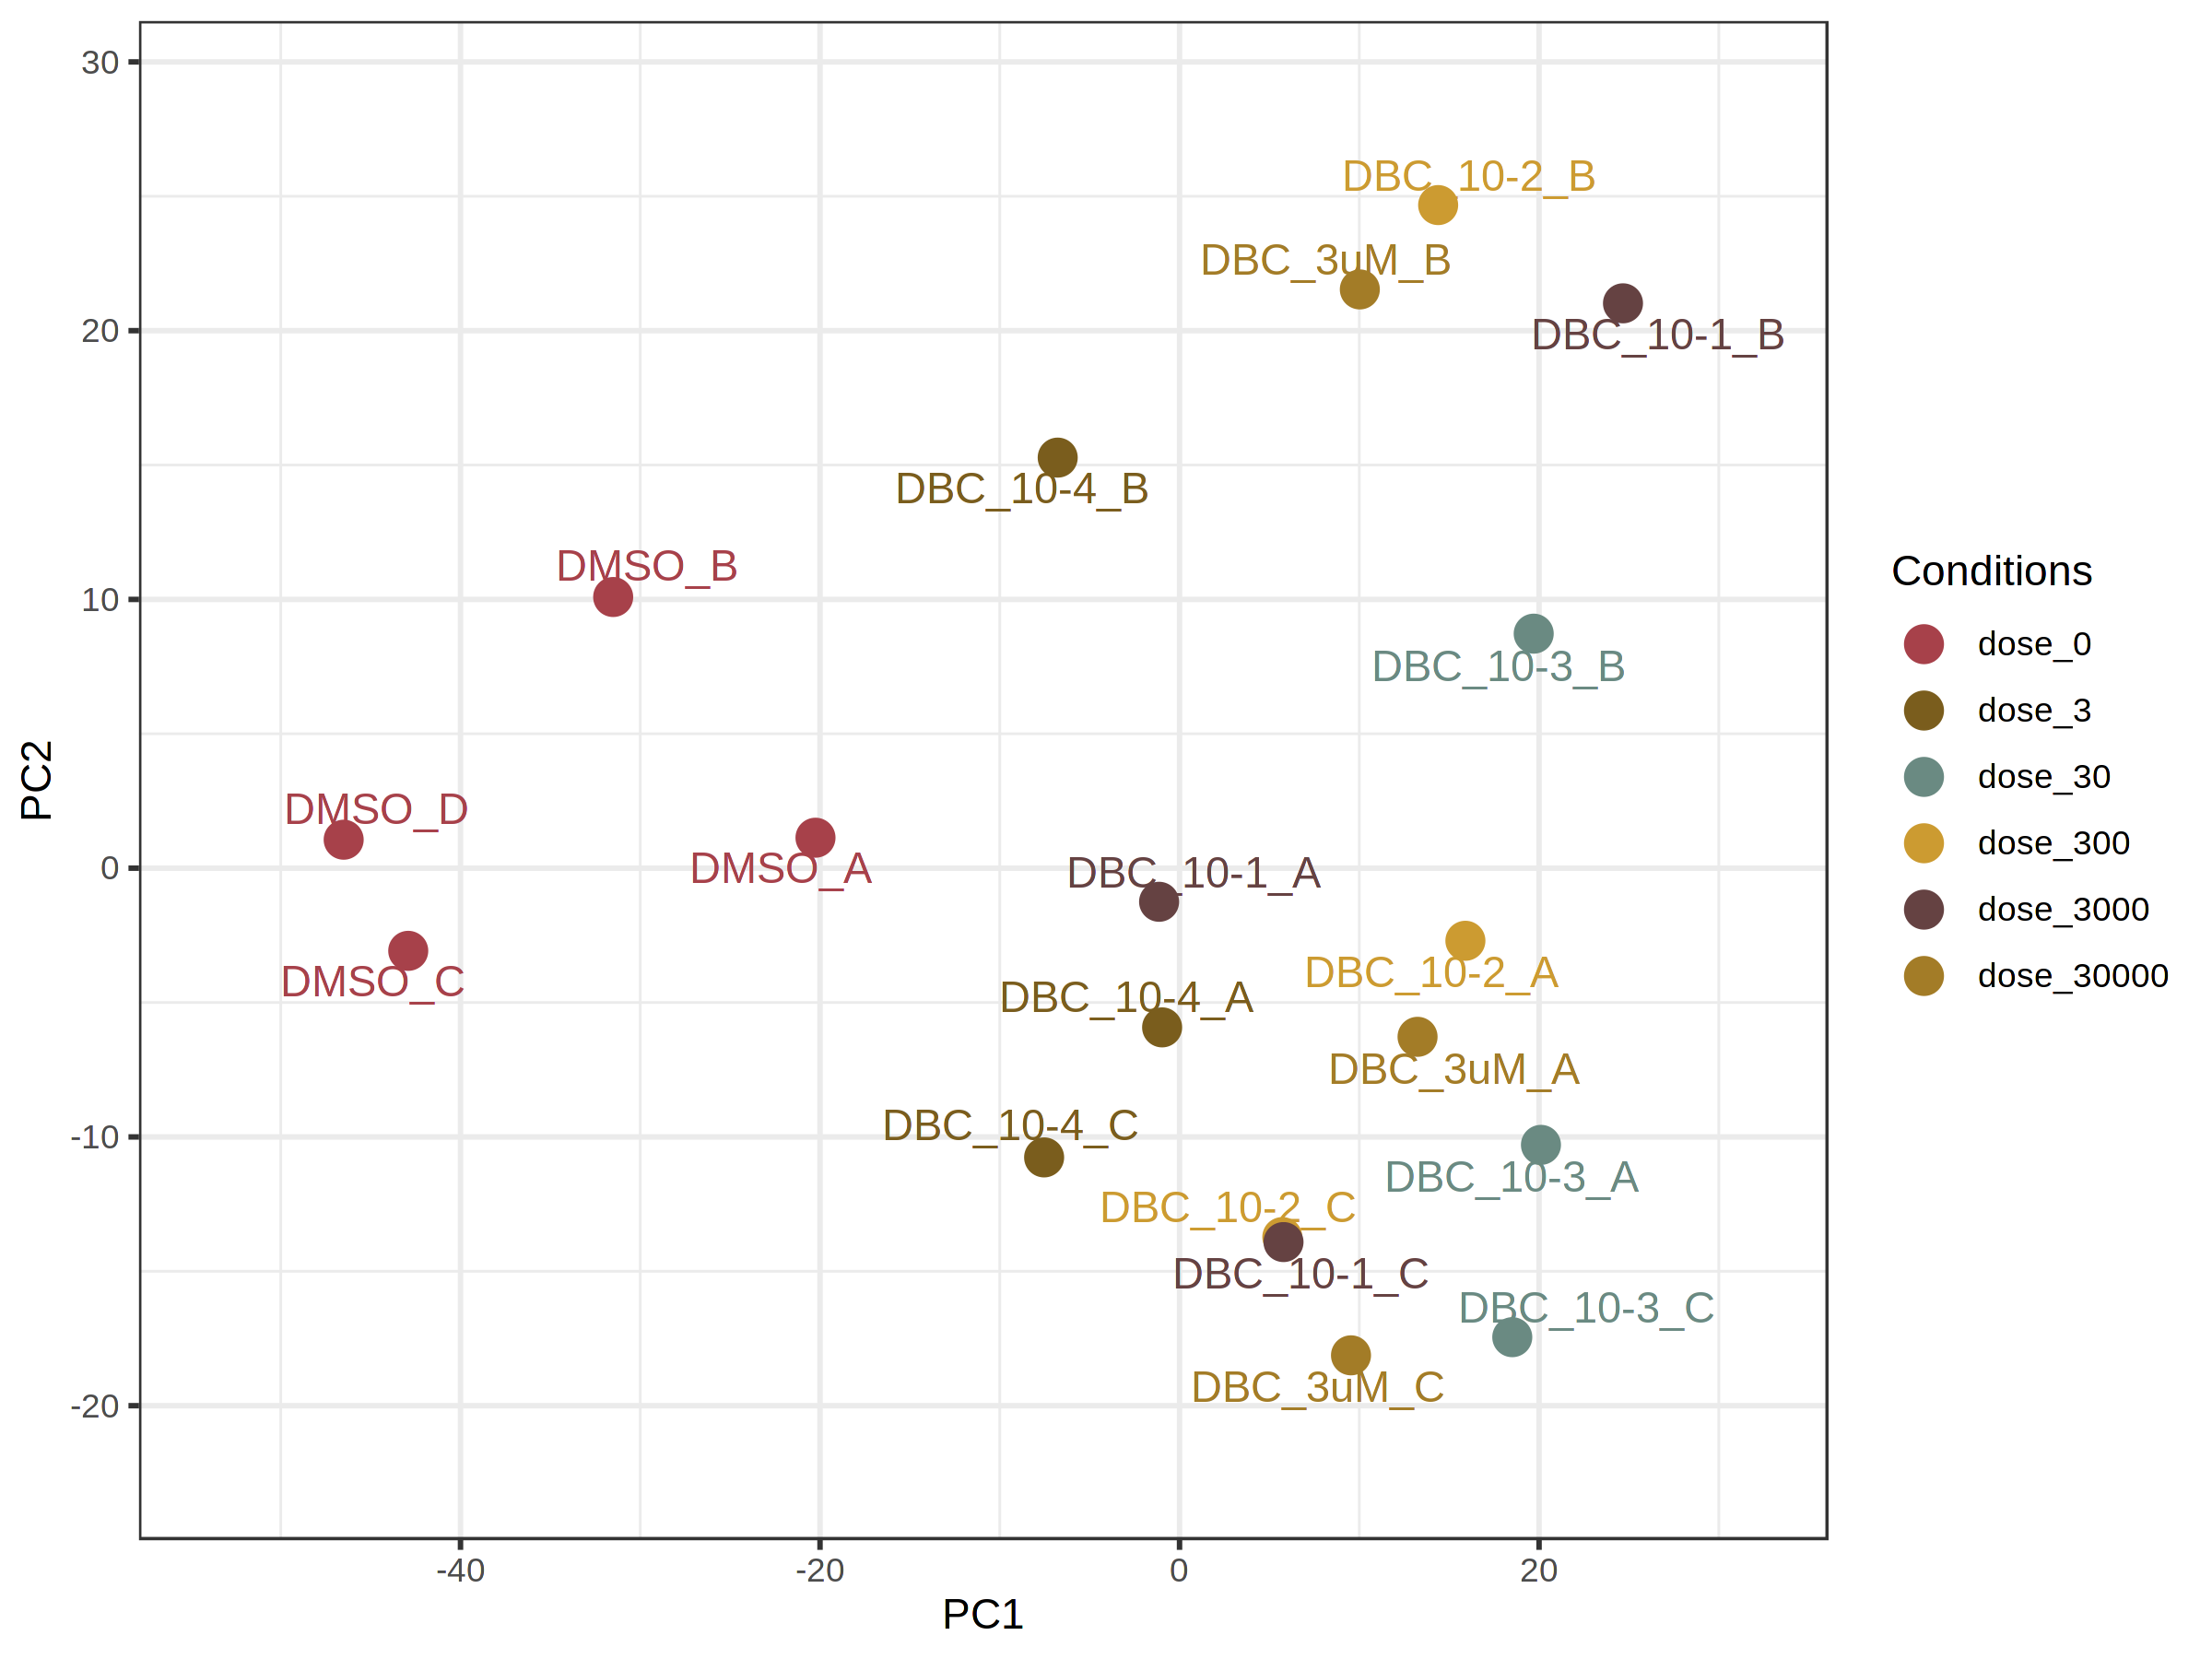 30
DBC_10-2_B
DBC_3uM_B
20
DBC_10-1_B
DBC_10-4_B
DMSO_B
10
DBC_10-3_B
Conditions
dose_0
dose_3
dose_30
dose_300
dose_3000
dose_30000
PC2
DMSO_D
DMSO_A
0
DBC_10-1_A
DMSO_C
DBC_10-2_A
DBC_10-4_A
DBC_3uM_A
DBC_10-4_C
-10
DBC_10-3_A
DBC_10-2_C
DBC_10-1_C
DBC_10-3_C
DBC_3uM_C
-20
-40
-20
0
20
PC1